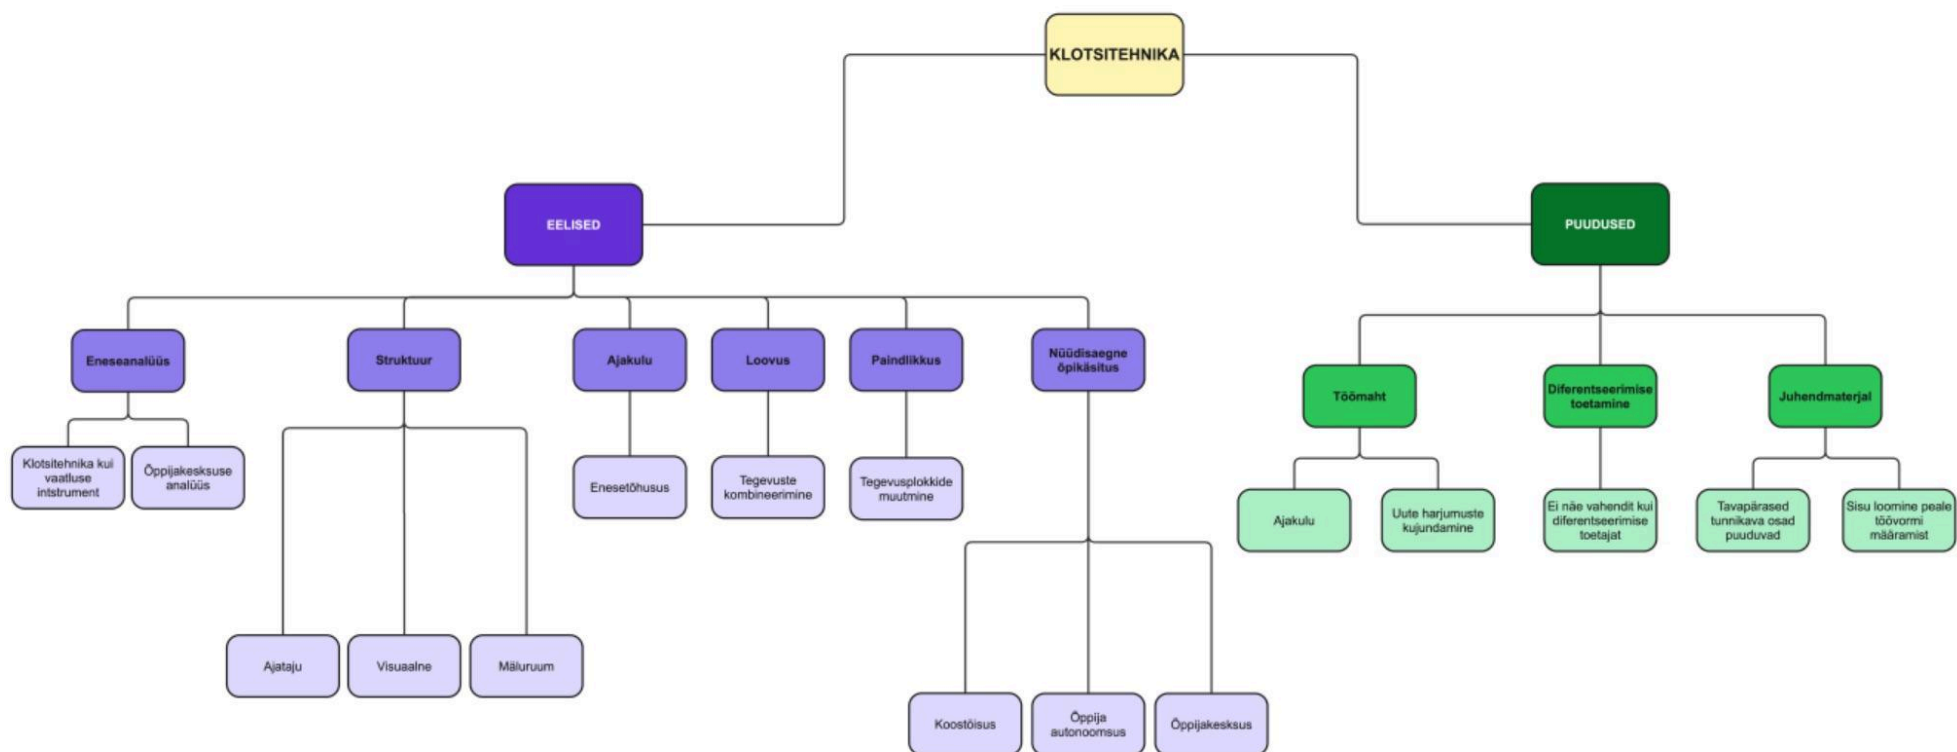 KLOTSITEHNIKA
EELISED
PUUDUSED
Eneseanalüüs
Struktuur
Ajakulu
Loovus
Paindlikkus
Nüüdisaegne
õpikäsitus
Töömaht
Diferentseerimise
toetamine
Juhendmaterjal
Klotsitehnika kui
vaatluse
intstrument
Õppijakesksuse
analüüs
Enesetõhusus
Tegevuste
kombineerimine
Tegevusplokkide
muutmine
Ajakulu
Uute harjumuste
kujundamine
Ei näe vahendit kui
diferentseerimise
toetajat
Tavapärased
tunnikava osad
puuduvad
Sisu loomine peale
töövormi
määramist
Ajataju
Visuaalne
Mäluruum
Koostöisus
Õppija
autonoomsus
Õppijakesksus